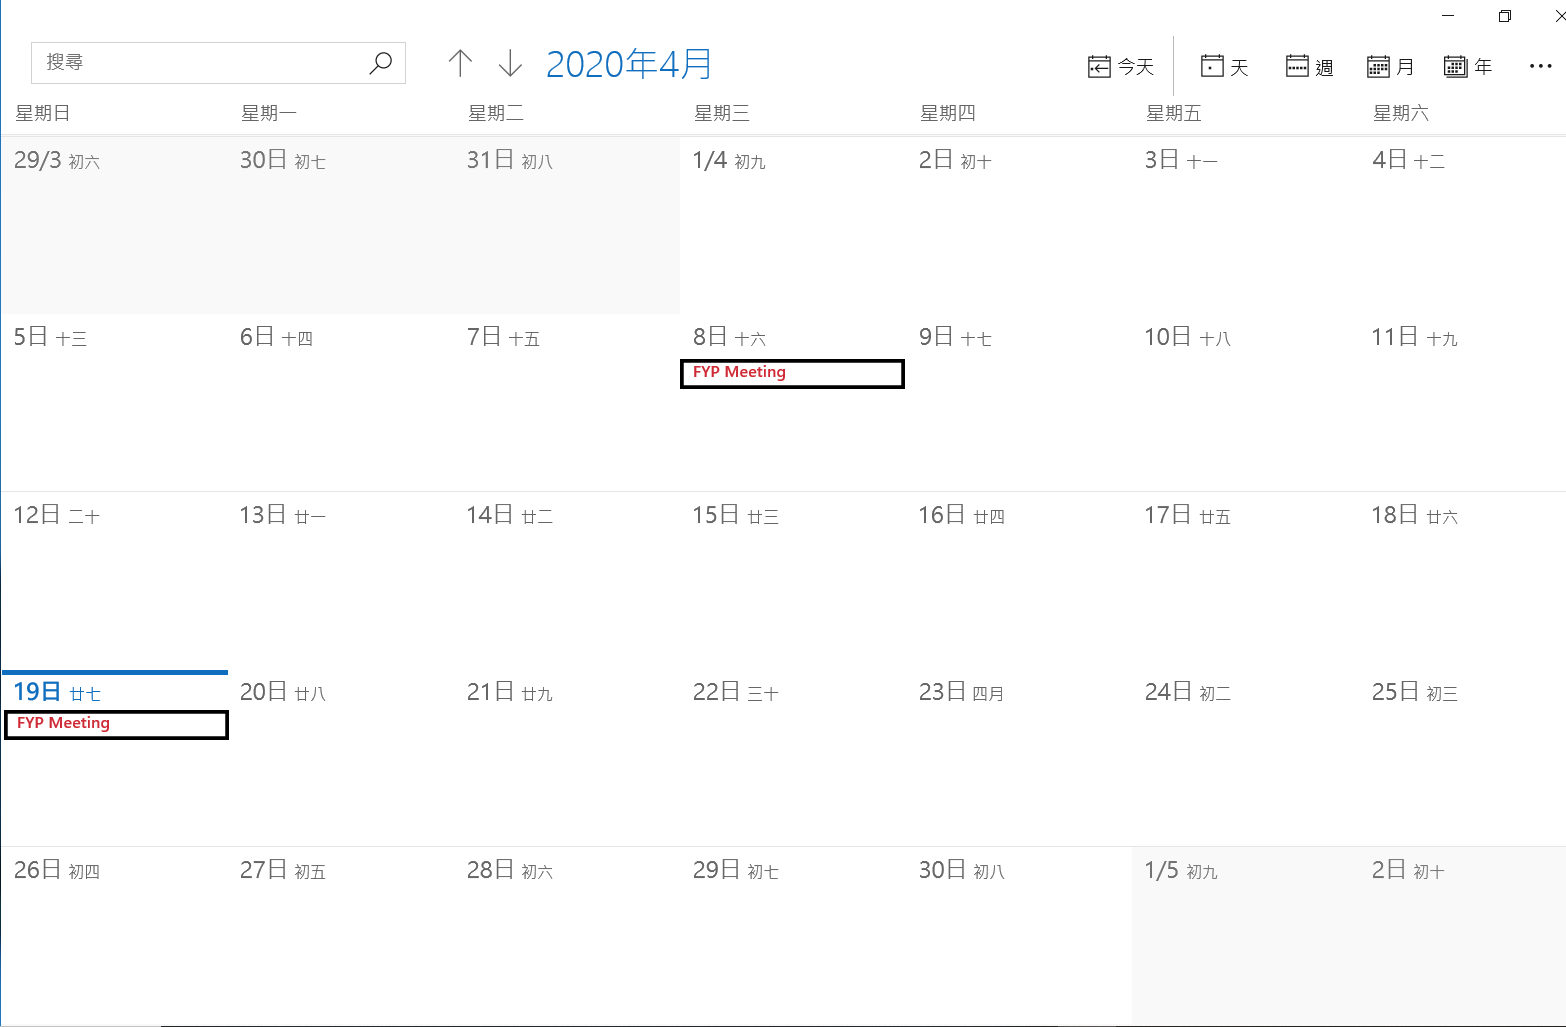 搜尋
2020年4月
今天 天 週 月 年
星期日 星期一 星期二 星期三 星期四 星期五 星期六
29/3 初六 30日 初七 31日 初八 1/4 初九 2日 初十 3日 十一 4日 十二
5日 十三 6日 十四 7日 十五 8日 十六 9日 十七 10日 十八 11日 十九
FYP Meeting
12日 二十 13日 廿一 14日 廿二 15日 廿三 16日 廿四 17日 廿五 18日 廿六
19日 廿七 20日 廿八 21日 廿九 22日 三十 23日 四月 24日 初二 25日 初三
FYP Meeting
26日 初四 27日 初五 28日 初六 29日 初七 30日 初八 1/5 初九 2日 初十